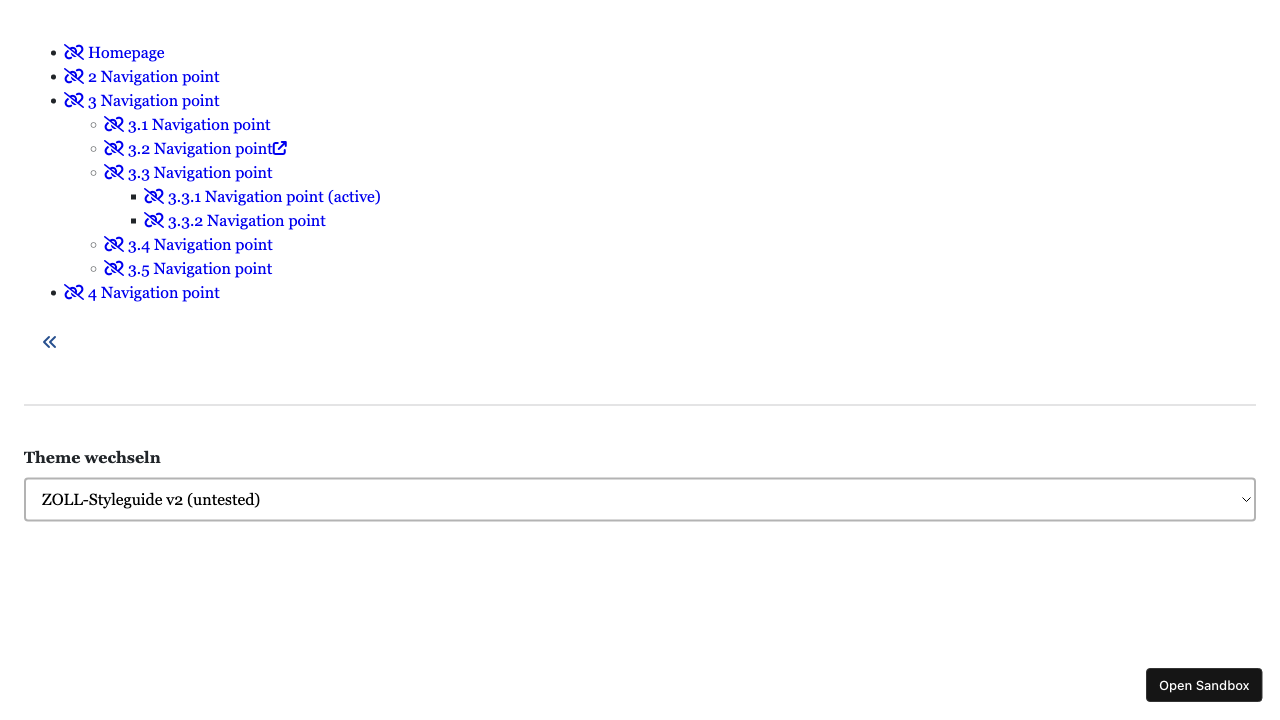 Homepage
2 Navigation point
3 Navigation point
3.1 Navigation point
3.2 Navigation point
3.3 Navigation point
3.3.1 Navigation point (active)
3.3.2 Navigation point
3.4 Navigation point
3.5 Navigation point
4 Navigation point
Theme wechseln
ZOLL-Styleguide v2 (untested)
Open Sandbox